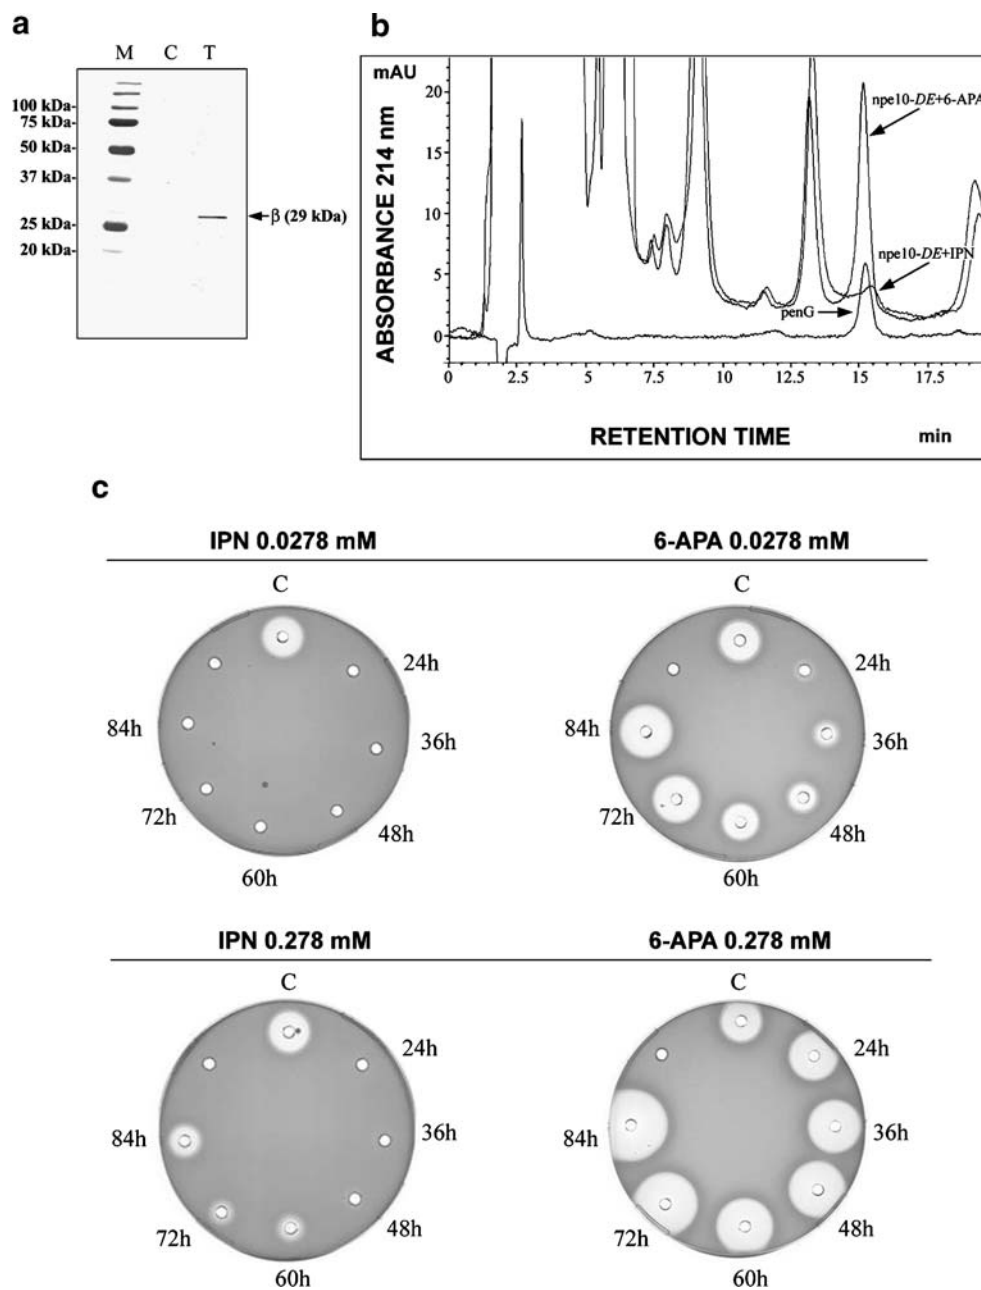 a
M C T
100 kDa-
75 kDa-
50 kDa-
37 kDa-
25 kDa-
20 kDa-
β (29 kDa)
b
mAU
20
15
10
5
0
ABSORBANCE 214 nm
npe10-DE+6-APA
npe10-DE+IPN
penG
0 2.5 5 7.5 10 12.5 15 17.5
RETENTION TIME min
c
IPN 0.0278 mM
C
24h
36h
48h
60h
72h
84h
6-APA 0.0278 mM
C
24h
36h
48h
60h
72h
84h
IPN 0.278 mM
C
24h
36h
48h
60h
72h
84h
6-APA 0.278 mM
C
24h
36h
48h
60h
72h
84h